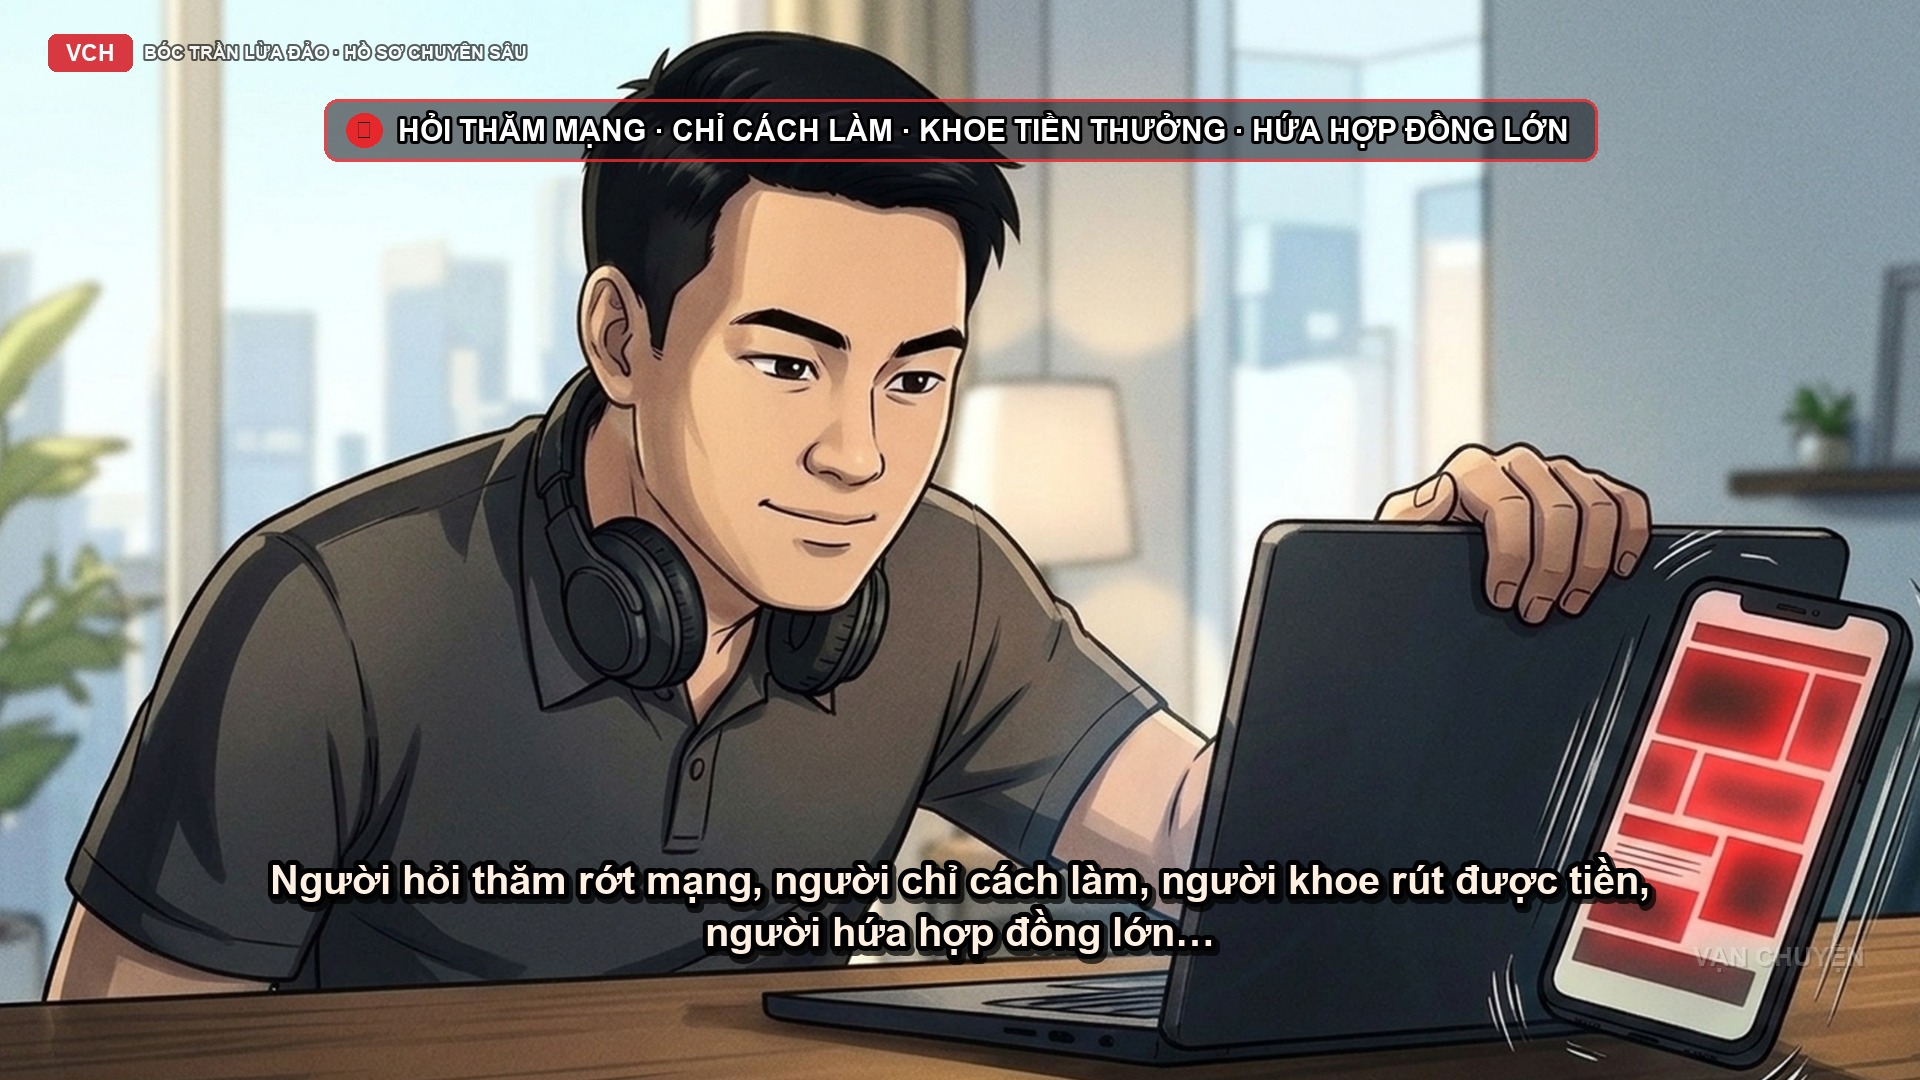 VCH BÓC TRẦN LỪA ĐẢO · HỒ SƠ CHUYÊN SÂU
HỎI THĂM MẠNG · CHỈ CÁCH LÀM · KHOE TIỀN THƯỞNG · HỨA HỢP ĐỒNG LỚN
Người hỏi thăm rớt mạng, người chỉ cách làm, người khoe rút được tiền,
người hứa hợp đồng lớn...
VẠN CHUYỆN